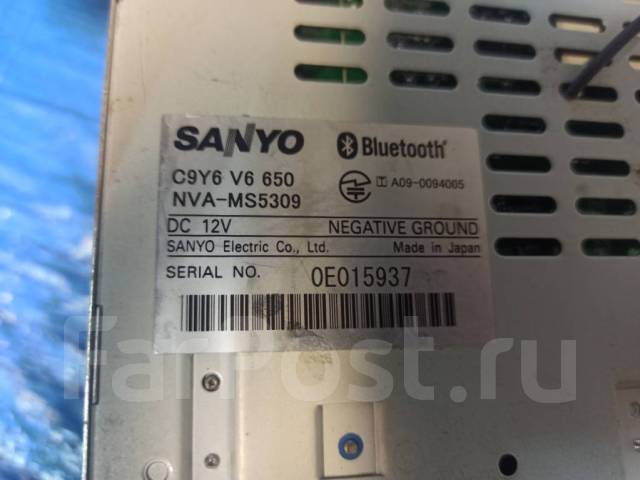 SANYO Bluetooth
C9Y6 V6 650
NVA-MS5309
A09-0094005
DC 12V NEGATIVE GROUND
SANYO Electric Co., Ltd. Made in Japan
SERIAL NO. 0E015937
FarPost.ru